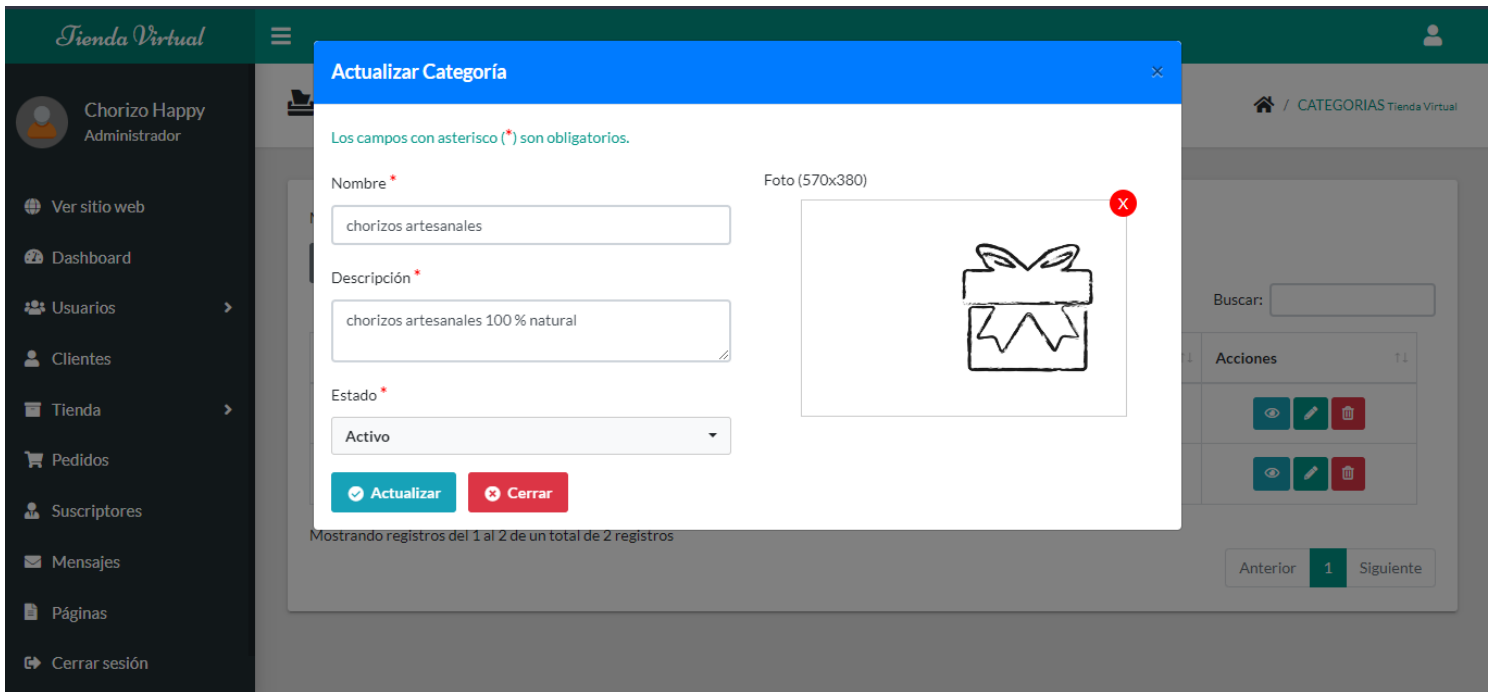 Tienda Virtual
Actualizar Categoría
×
Chorizo Happy
Administrador
/ CATEGORIAS Tienda Virtual
Los campos con asterisco (*) son obligatorios.
Nombre *
Foto (570x380)
X
chorizos artesanales
Descripción *
chorizos artesanales 100 % natural
Estado *
Activo
Actualizar
Cerrar
Ver sitio web
Dashboard
Usuarios
Clientes
Tienda
Pedidos
Suscriptores
Mensajes
Páginas
Cerrar sesión
Buscar:
Acciones
Mostrando registros del 1 al 2 de un total de 2 registros
Anterior 1 Siguiente